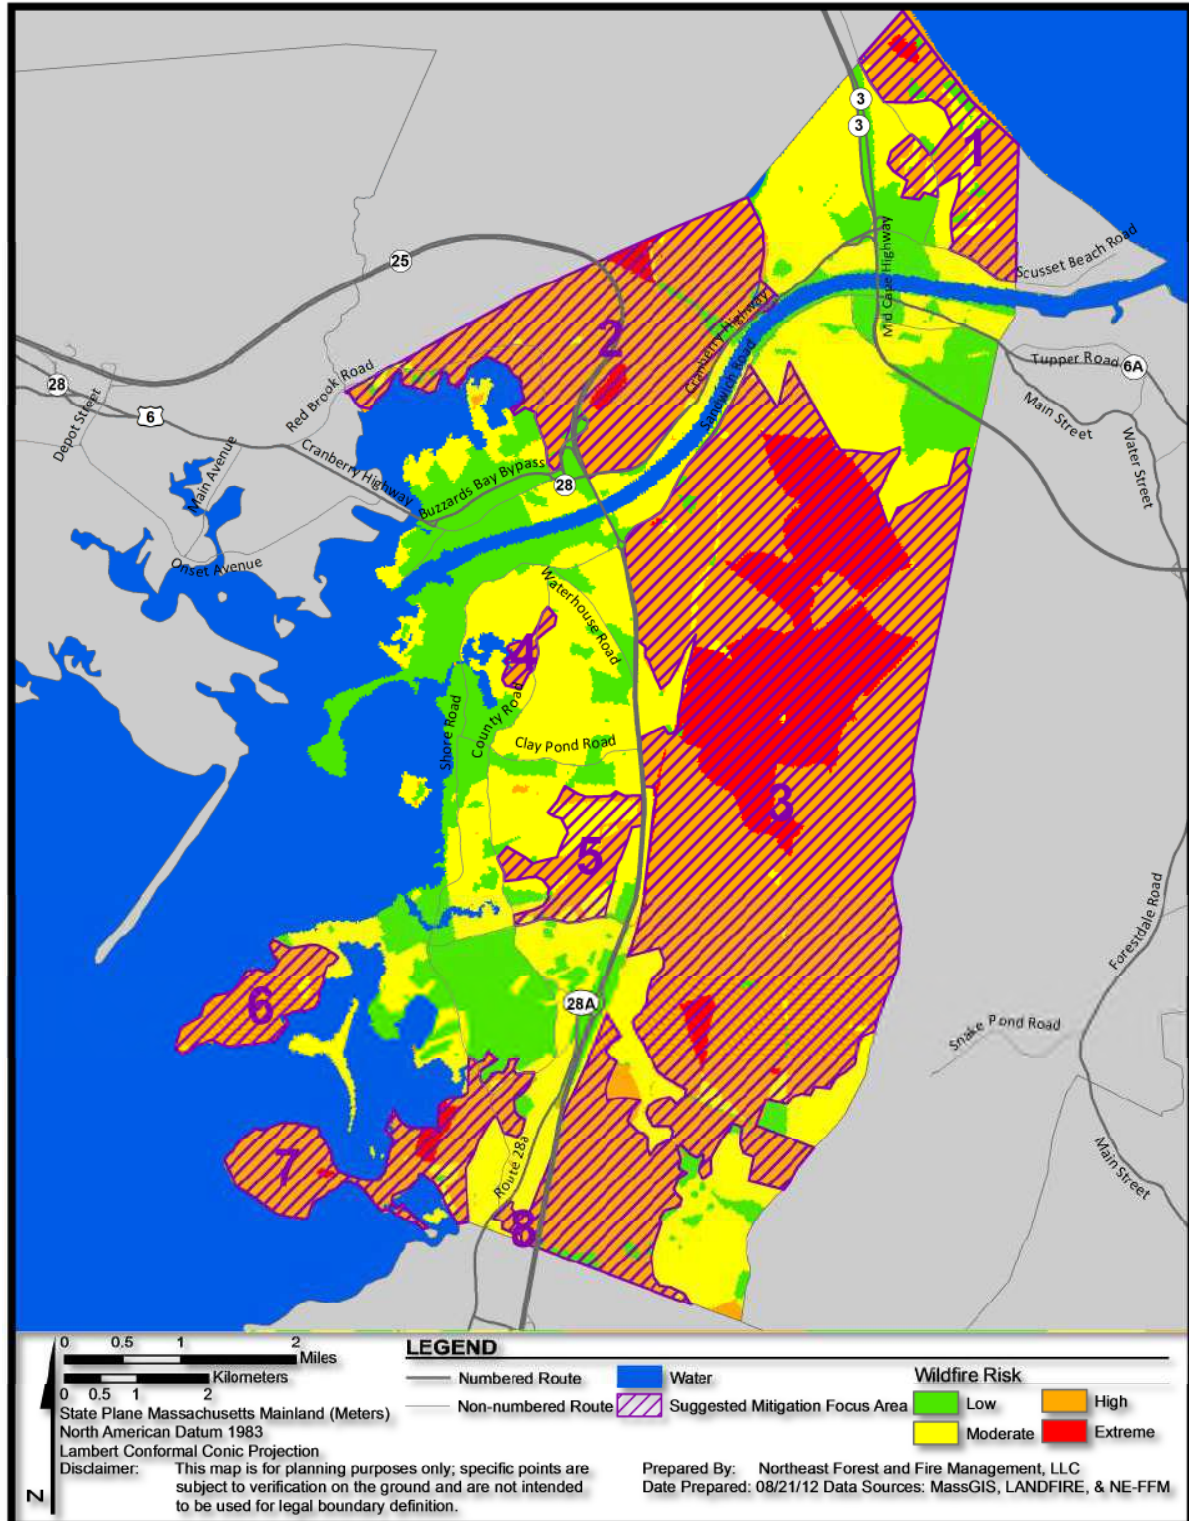 3
3
1
Scusset Beach Road
Mid Cape Highway
25
2
Cranberry Highway
Sandwich Road
Tupper Road
6A
Main Street
Water Street
28
6
Depot Street
Red Brook Road
Main Avenue
Cranberry Highway
Buzzards Bay Bypass
28
Onset Avenue
Waterhouse Road
4
County Road
Shore Road
Clay Pond Road
3
5
Forestdale Road
6
28A
Snake Pond Road
7
Route 28a
Main Street
8
0 0.5 1 2
Miles
Kilometers
0 0.5 1 2
State Plane Massachusetts Mainland (Meters)
North American Datum 1983
Lambert Conformal Conic Projection
N
LEGEND
Numbered Route
Non-numbered Route
Water
Suggested Mitigation Focus Area
Wildfire Risk
Low
High
Moderate
Extreme
Disclaimer: This map is for planning purposes only; specific points are
subject to verification on the ground and are not intended
to be used for legal boundary definition.
Prepared By: Northeast Forest and Fire Management, LLC
Date Prepared: 08/21/12 Data Sources: MassGIS, LANDFIRE, & NE-FFM